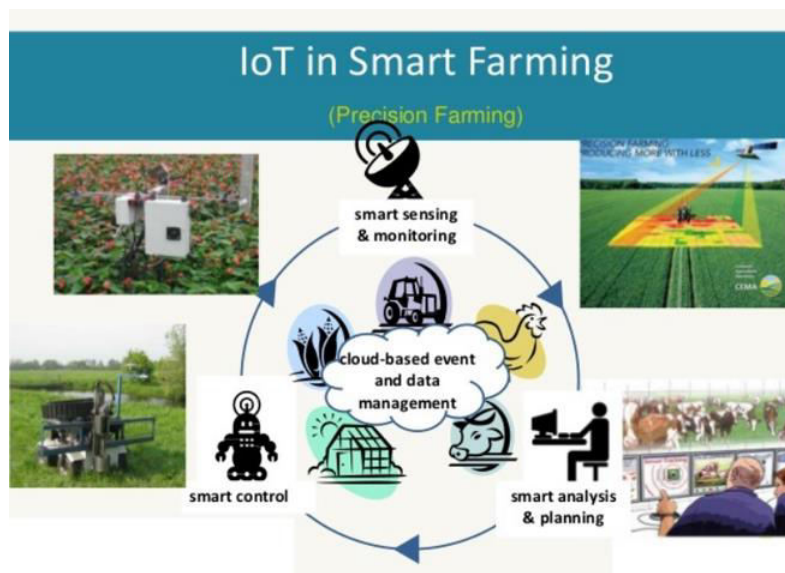 IoT in Smart Farming
(Precision Farming)
PRECISION FARMING
PRODUCING MORE WITH LESS
smart sensing
& monitoring
cloud-based event
and data
management
CEMA
smart control
smart analysis
& planning